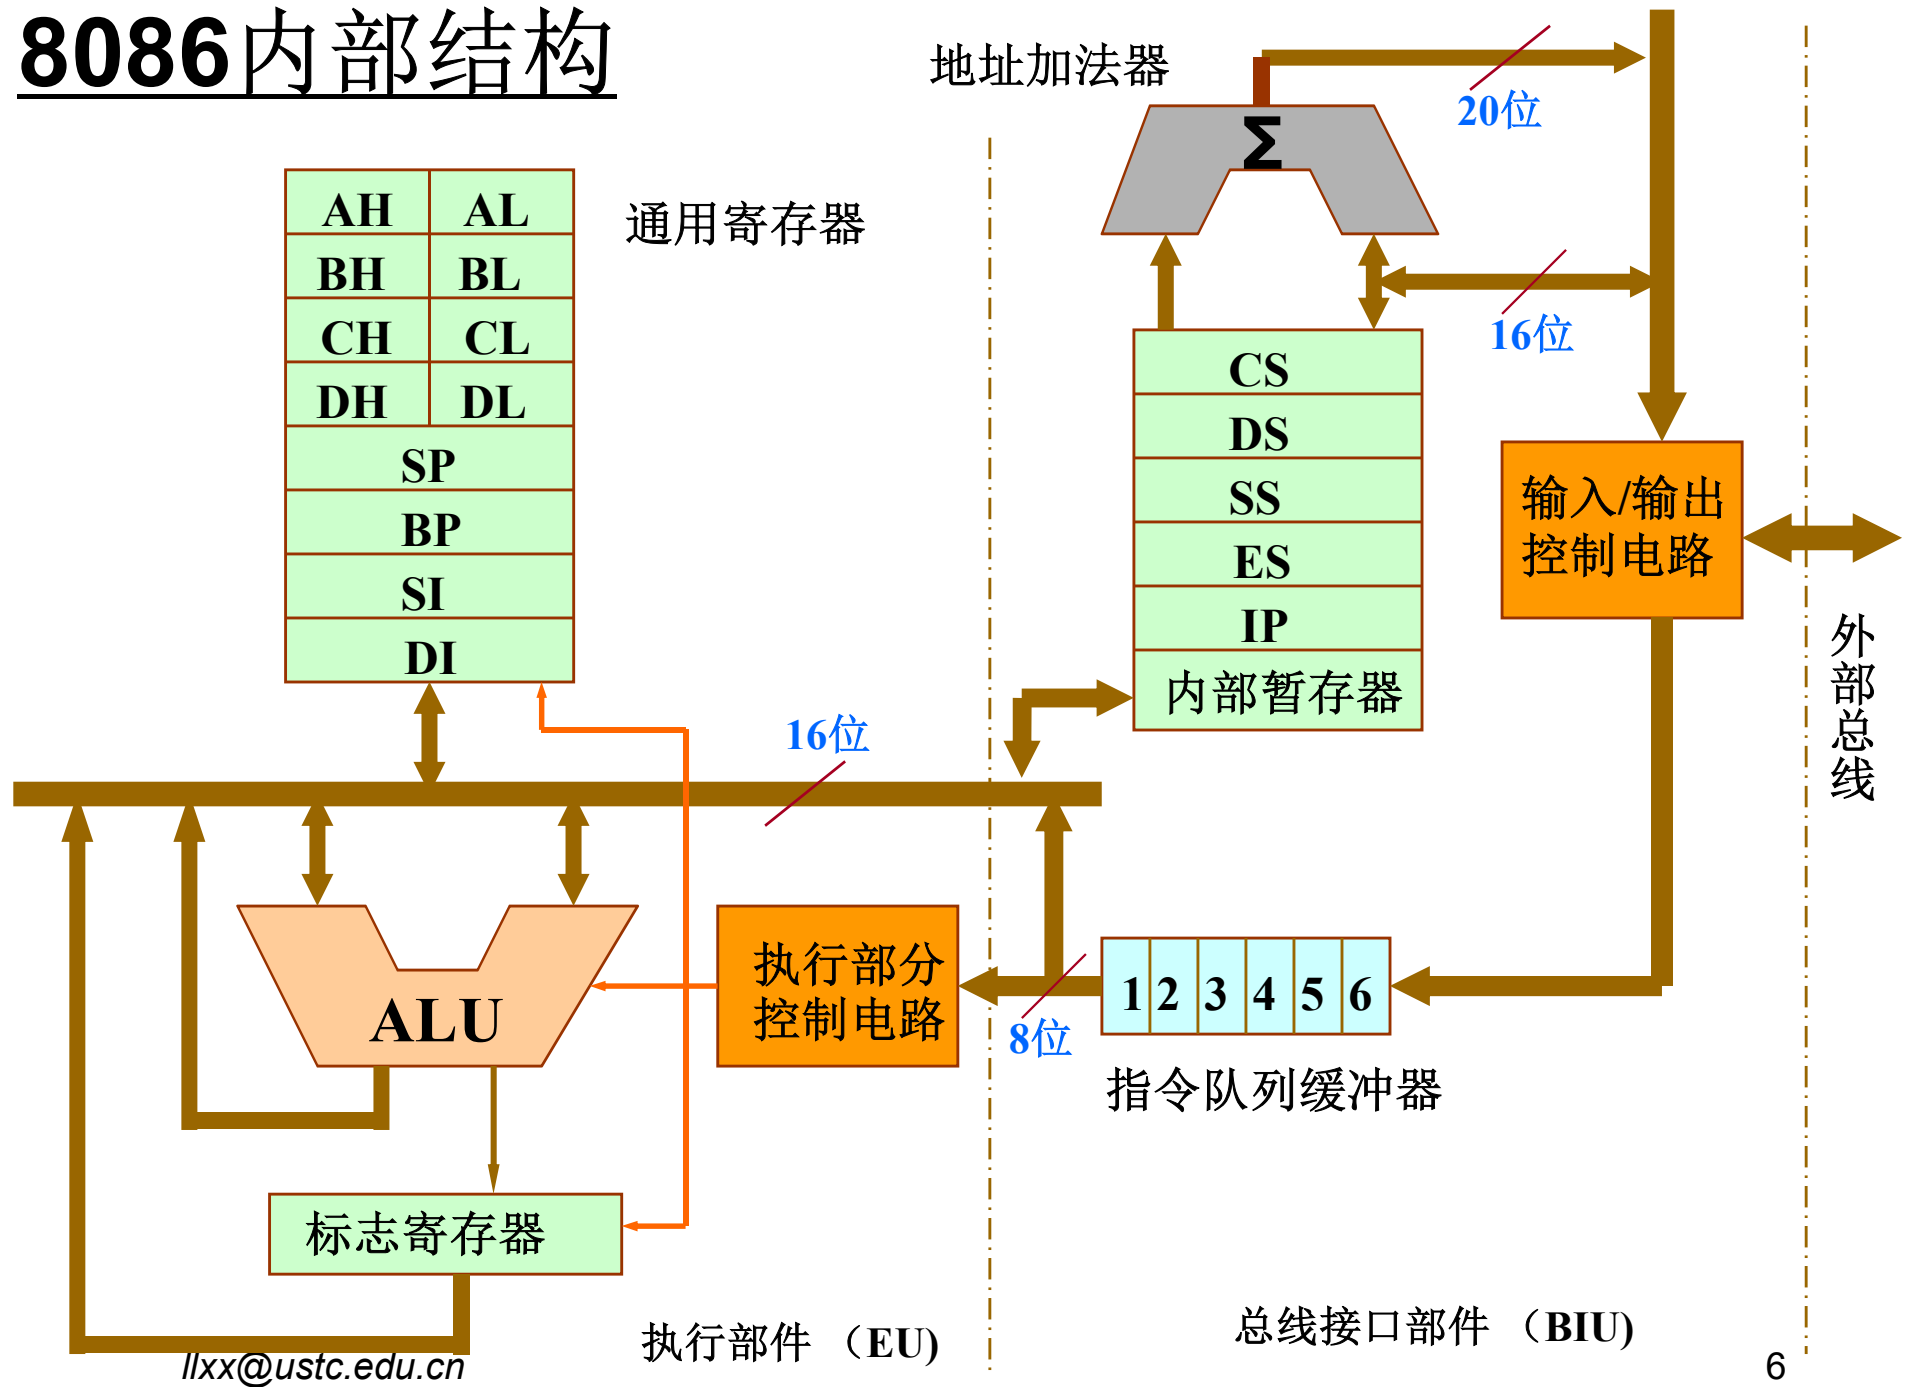 8086内部结构
地址加法器
20位
Σ
AH AL
通用寄存器
BH BL
CH CL
16位
CS
DH DL
DS
SP
SS
输入/输出
控制电路
BP
ES
SI
IP
外部总线
DI
内部暂存器
16位
执行部分
控制电路
1 2 3 4 5 6
ALU
8位
指令队列缓冲器
标志寄存器
执行部件 （EU)
总线接口部件 （BIU)
llxx@ustc.edu.cn
6